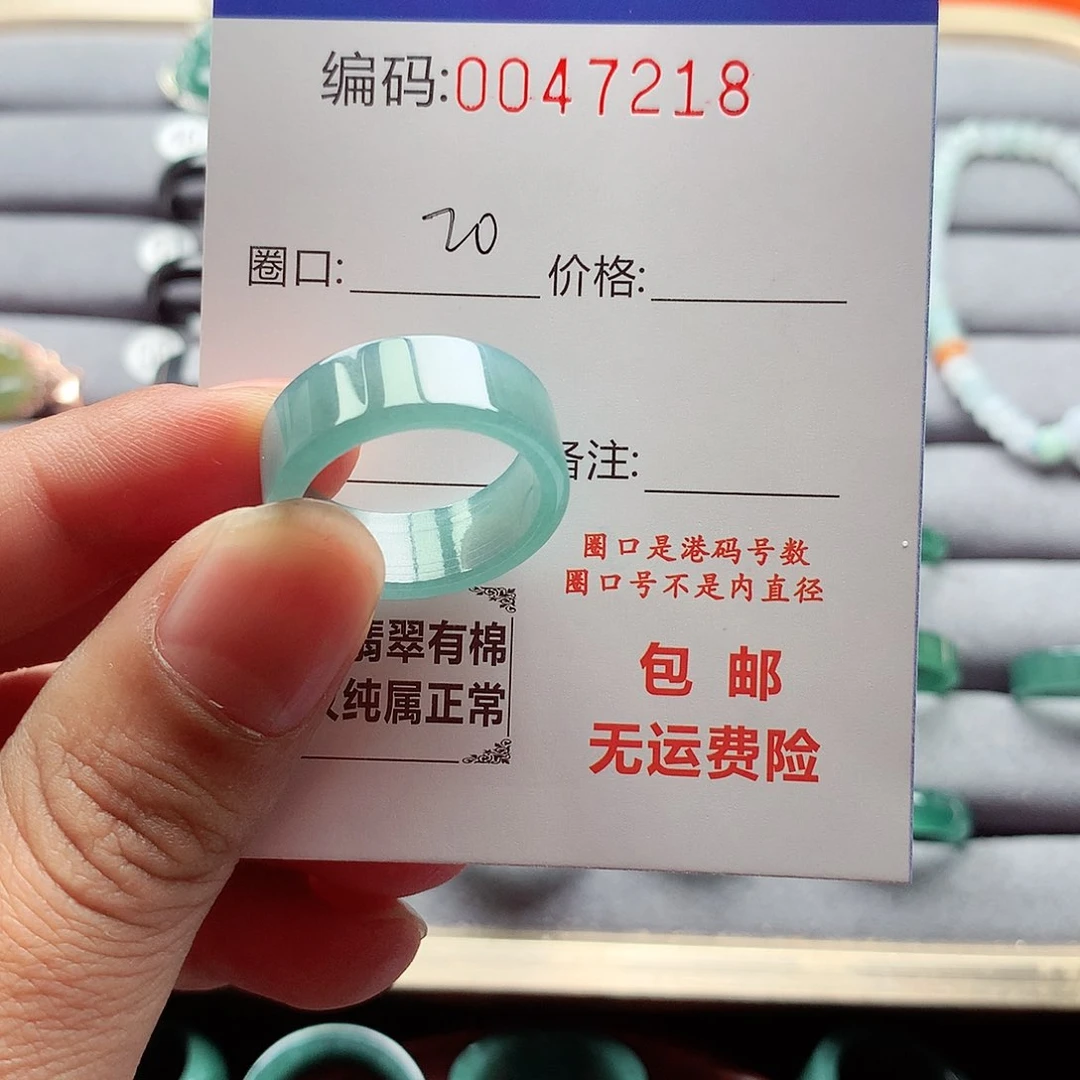 编码:0047218
圈口: 20 价格:
备注:
圈口是港码号数
圈口号不是内直径
翡翠有棉
纯属正常
包邮
无运费险